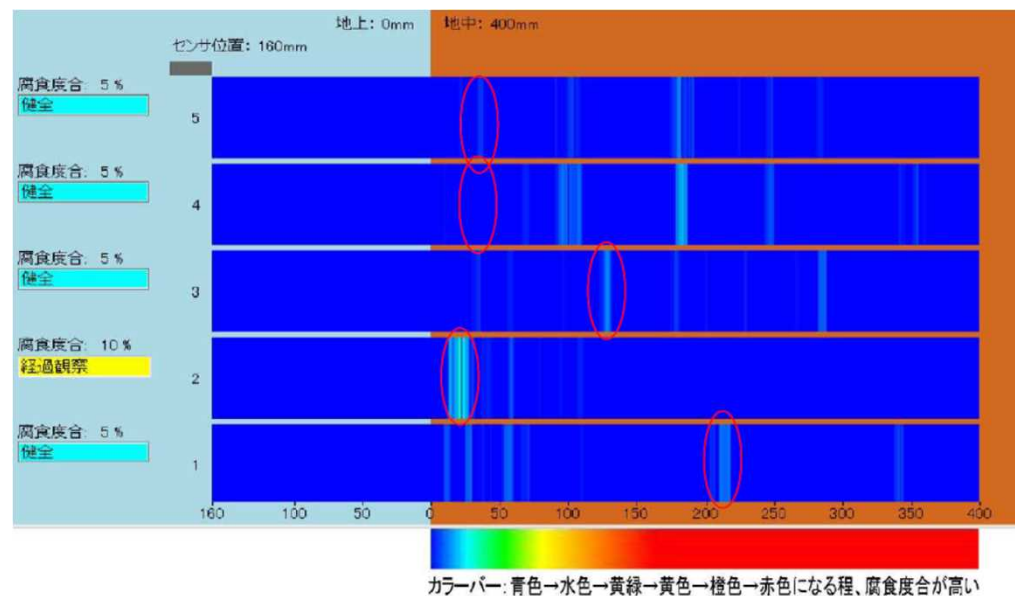 地上: 0mm 地中: 400mm
センサ位置: 160mm
腐食度合: 5 %
健全
5
腐食度合: 5 %
健全
4
腐食度合: 5 %
健全
3
腐食度合: 10 %
経過観察
2
腐食度合: 5 %
健全
1
160 100 50 0 50 100 150 200 250 300 350 400
カラーバー:青色→水色→黄緑→黄色→橙色→赤色になる程、腐食度合が高い